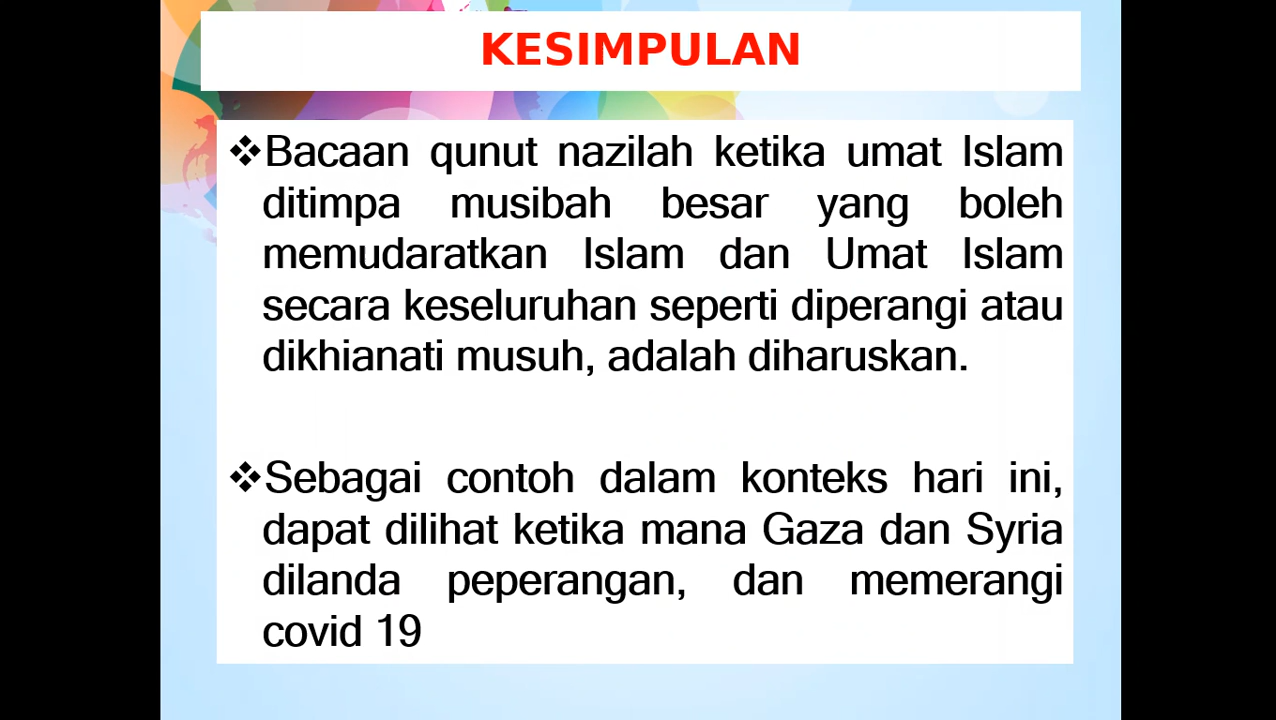 KESIMPULAN
❖Bacaan qunut nazilah ketika umat Islam
ditimpa musibah besar yang boleh
memudaratkan Islam dan Umat Islam
secara keseluruhan seperti diperangi atau
dikhianati musuh, adalah diharuskan.
❖Sebagai contoh dalam konteks hari ini,
dapat dilihat ketika mana Gaza dan Syria
dilanda peperangan, dan memerangi
covid 19